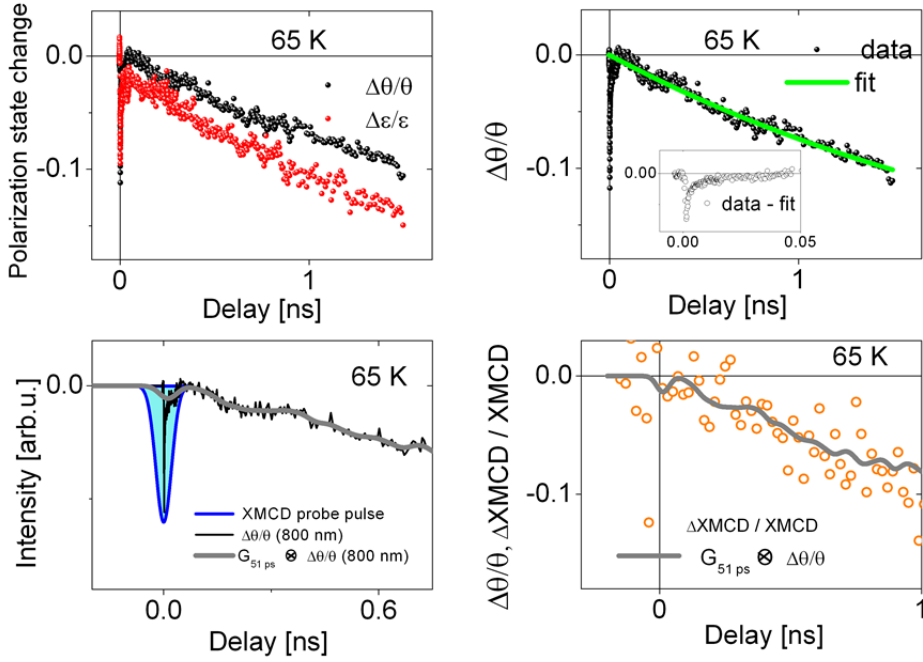 65 K
0.0
-0.1
Δθ/θ
Δε/ε
0
1
Delay [ns]
Polarization state change
65 K
data
fit
0.0
-0.1
Δθ/θ
0.00
data - fit
0.00
0.05
0
1
Delay [ns]
65 K
0.0
Intensity [arb.u.]
XMCD probe pulse
Δθ/θ (800 nm)
G51 ps ⊗ Δθ/θ (800 nm)
0.0
0.6
Delay [ns]
65 K
0.0
-0.1
Δθ/θ, ΔXMCD / XMCD
ΔXMCD / XMCD
G51 ps ⊗ Δθ/θ
0
1
Delay [ns]